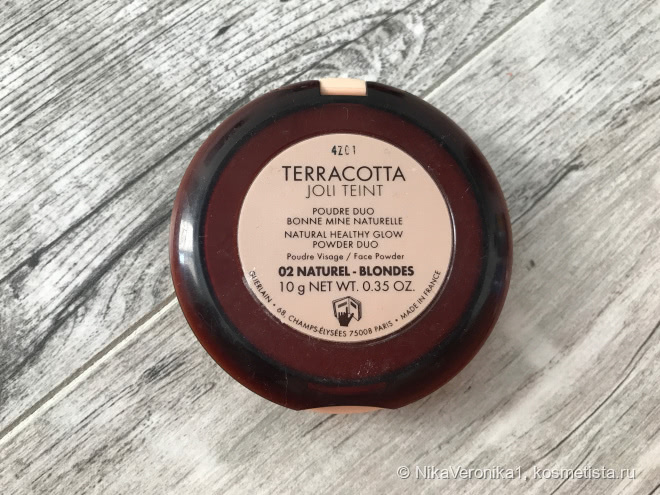 4201
TERRACOTTA
JOLI TEINT
POUDRE DUO
BONNE MINE NATURELLE
NATURAL HEALTHY GLOW
POWDER DUO
Poudre Visage / Face Powder
02 NATUREL - BLONDES
10 g NET WT. 0.35 OZ.
GUERLAIN • 68, CHAMPS-ÉLYSÉES 75008 PARIS • MADE IN FRANCE
© NikaVeronika1, kosmetista.ru